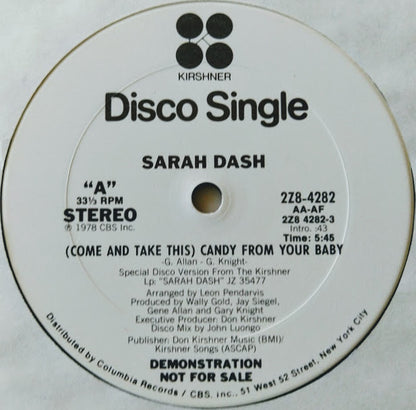 KIRSHNER
Disco Single
SARAH DASH
"A"
33⅓ RPM
STEREO
℗ 1978 CBS Inc.
2Z8-4282
AA-AF
2Z8 4282-3
Intro. :43
Time: 5:45
(COME AND TAKE THIS) CANDY FROM YOUR BABY
-G. Allan - G. Knight-
Special Disco Version From The Kirshner
Lp: "SARAH DASH" JZ 35477
Arranged by Leon Pendarvis
Produced by Wally Gold, Jay Siegel,
Gene Allan and Gary Knight
Executive Producer: Don Kirshner
Disco Mix by John Luongo
Publisher: Don Kirshner Music (BMI)/
Kirshner Songs (ASCAP)
DEMONSTRATION
NOT FOR SALE
Distributed by Columbia Records / CBS, inc., 51 West 52 Street, New York City